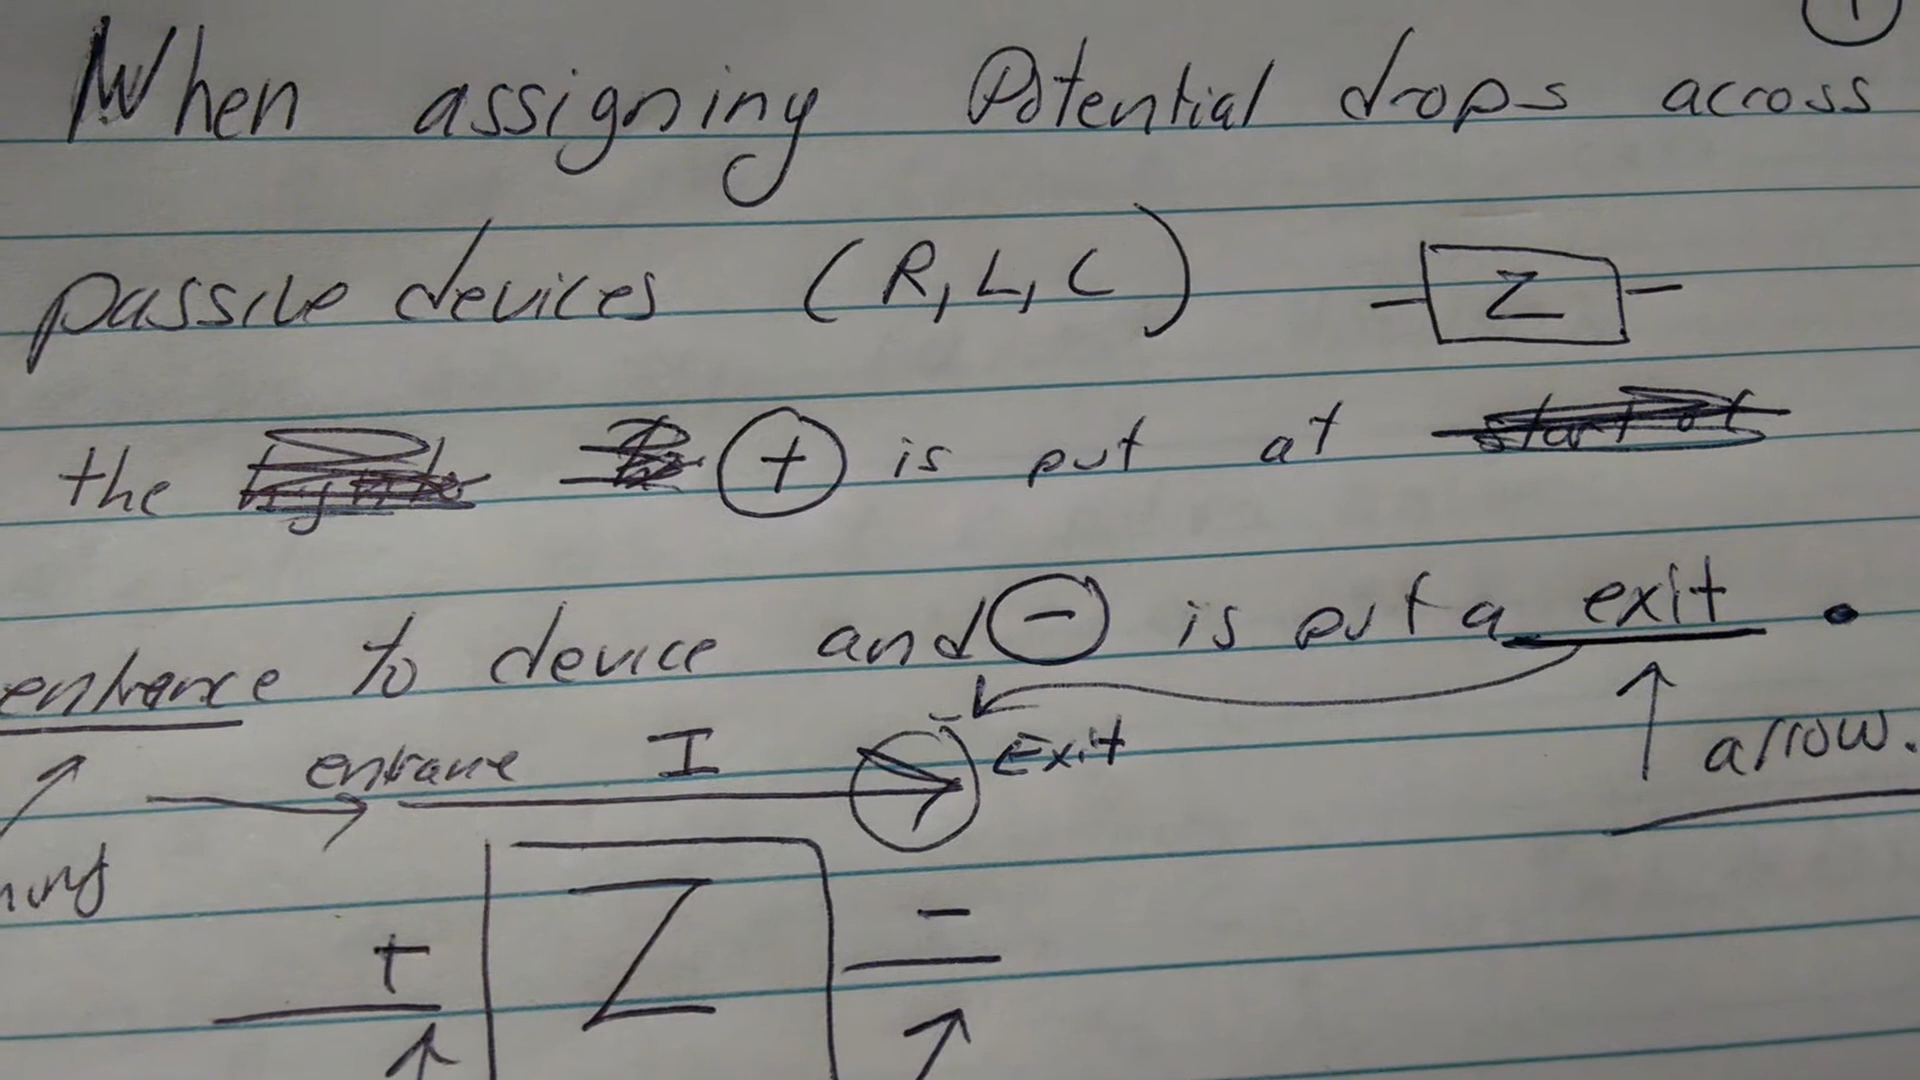 1
When assigning Potential drops across
passive devices (R, L, C) Z
the + is put at
entrance to device and - is put a exit .
entrance I - Exit arrow.
+ Z -